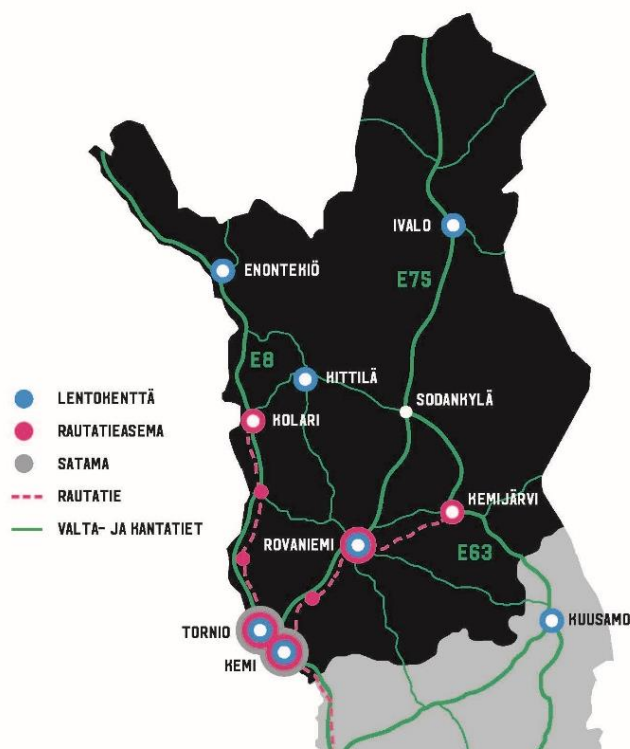 IVALO
ENONTEKIÖ
E75
E8
KITTILÄ
LENTOKENTTÄ
SODANKYLÄ
RAUTATIEASEMA
KOLARI
SATAMA
RAUTATIE
KEMIJÄRVI
VALTA- JA KANTATIET
ROVANIEMI
E63
KUUSAMO
TORNIO
KEMI